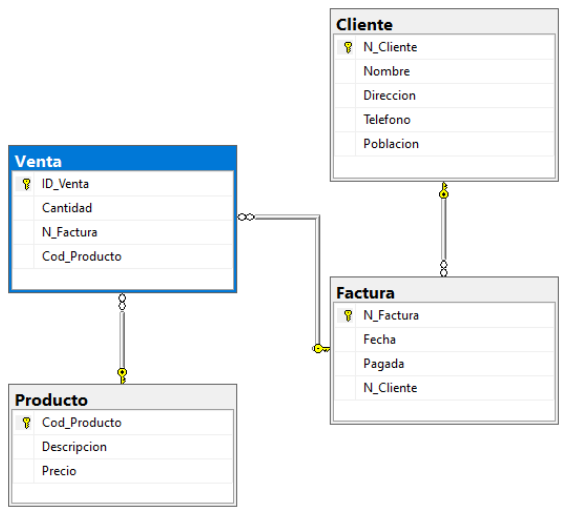 Cliente
N_Cliente
Nombre
Direccion
Telefono
Poblacion
Venta
ID_Venta
Cantidad
N_Factura
Cod_Producto
Factura
N_Factura
Fecha
Pagada
N_Cliente
Producto
Cod_Producto
Descripcion
Precio